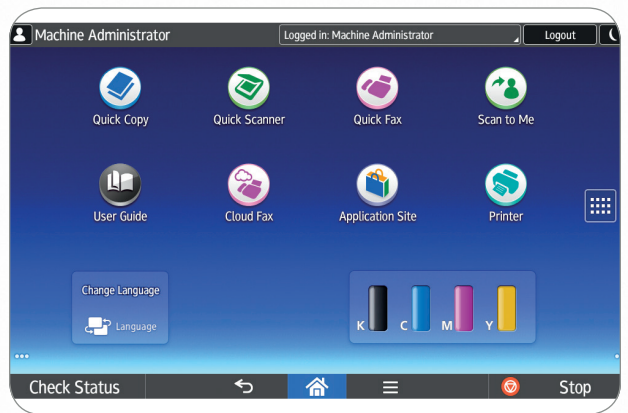 Machine Administrator
Logged in: Machine Administrator
Logout
Quick Copy
Quick Scanner
Quick Fax
Scan to Me
User Guide
Cloud Fax
Application Site
Printer
Change Language
Language
K C M Y
Check Status
Stop